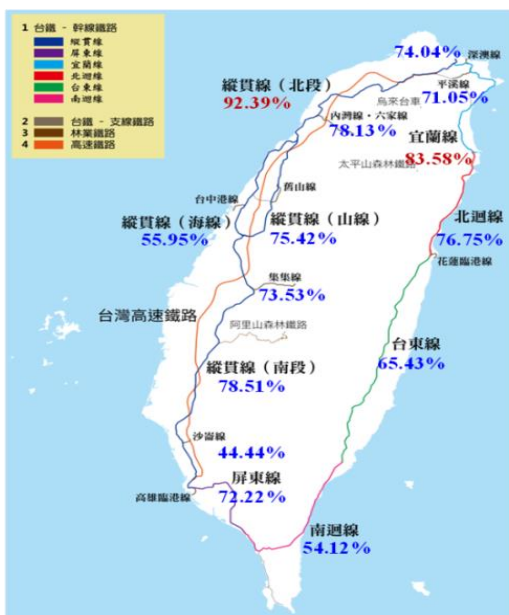 1 台鐵 - 幹線鐵路
縱貫線
屏東線
宜蘭線
北迴線
台東線
南迴線
2 台鐵 - 支線鐵路
3 林業鐵路
4 高速鐵路
74.04%
深澳線
平溪線
71.05%
烏來台車
縱貫線（北段）
92.39%
內灣線・六家線
78.13%
宜蘭線
83.58%
太平山森林鐵路
舊山線
台中港線
縱貫線（海線）
55.95%
縱貫線（山線）
75.42%
北迴線
76.75%
花蓮臨港線
集集線
73.53%
台灣高速鐵路
阿里山森林鐵路
台東線
65.43%
縱貫線（南段）
78.51%
沙崙線
44.44%
屏東線
72.22%
高雄臨港線
南迴線
54.12%